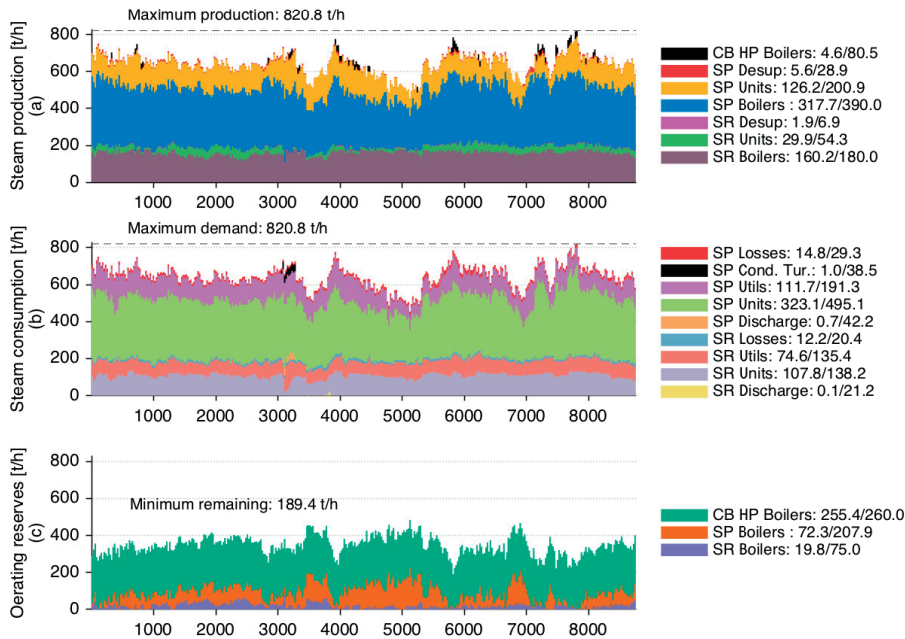 Maximum production: 820.8 t/h
Steam production [t/h]
(a)
800
600
400
200
0
1000 2000 3000 4000 5000 6000 7000 8000
CB HP Boilers: 4.6/80.5
SP Desup: 5.6/28.9
SP Units: 126.2/200.9
SP Boilers : 317.7/390.0
SR Desup: 1.9/6.9
SR Units: 29.9/54.3
SR Boilers: 160.2/180.0
Maximum demand: 820.8 t/h
Steam consumption [t/h]
(b)
800
600
400
200
0
1000 2000 3000 4000 5000 6000 7000 8000
SP Losses: 14.8/29.3
SP Cond. Tur.: 1.0/38.5
SP Utils: 111.7/191.3
SP Units: 323.1/495.1
SP Discharge: 0.7/42.2
SR Losses: 12.2/20.4
SR Utils: 74.6/135.4
SR Units: 107.8/138.2
SR Discharge: 0.1/21.2
Oerating reserves [t/h]
(c)
800
600
400
200
0
Minimum remaining: 189.4 t/h
1000 2000 3000 4000 5000 6000 7000 8000
CB HP Boilers: 255.4/260.0
SP Boilers : 72.3/207.9
SR Boilers: 19.8/75.0